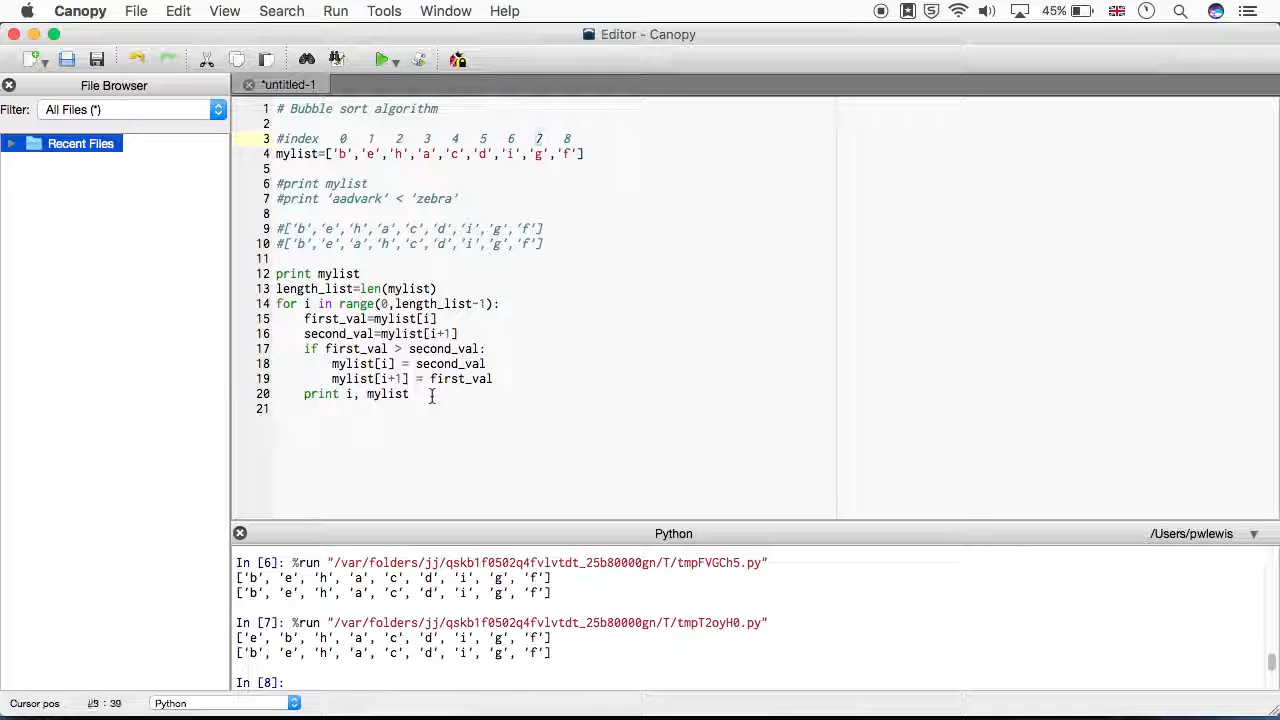 Canopy File Edit View Search Run Tools Window Help 45%
Editor - Canopy
File Browser
*untitled-1
Filter: All Files (*)
Recent Files
1 # Bubble sort algorithm
2
3 #index 0 1 2 3 4 5 6 7 8
4 mylist=['b','e','h','a','c','d','i','g','f']
5
6 #print mylist
7 #print 'aadvark' < 'zebra'
8
9 #['b','e','h','a','c','d','i','g','f']
10 #['b','e','a','h','c','d','i','g','f']
11
12 print mylist
13 length_list=len(mylist)
14 for i in range(0,length_list-1):
15 first_val=mylist[i]
16 second_val=mylist[i+1]
17 if first_val > second_val:
18 mylist[i] = second_val
19 mylist[i+1] = first_val
20 print i, mylist
21
Python /Users/pwlewis
In [6]: %run "/var/folders/jj/qskb1f0502q4fvlvtdt_25b80000gn/T/tmpFVGCh5.py"
['b', 'e', 'h', 'a', 'c', 'd', 'i', 'g', 'f']
['b', 'e', 'h', 'a', 'c', 'd', 'i', 'g', 'f']
In [7]: %run "/var/folders/jj/qskb1f0502q4fvlvtdt_25b80000gn/T/tmpT2oyH0.py"
['e', 'b', 'h', 'a', 'c', 'd', 'i', 'g', 'f']
['b', 'e', 'h', 'a', 'c', 'd', 'i', 'g', 'f']
In [8]:
Cursor pos : 39 Python